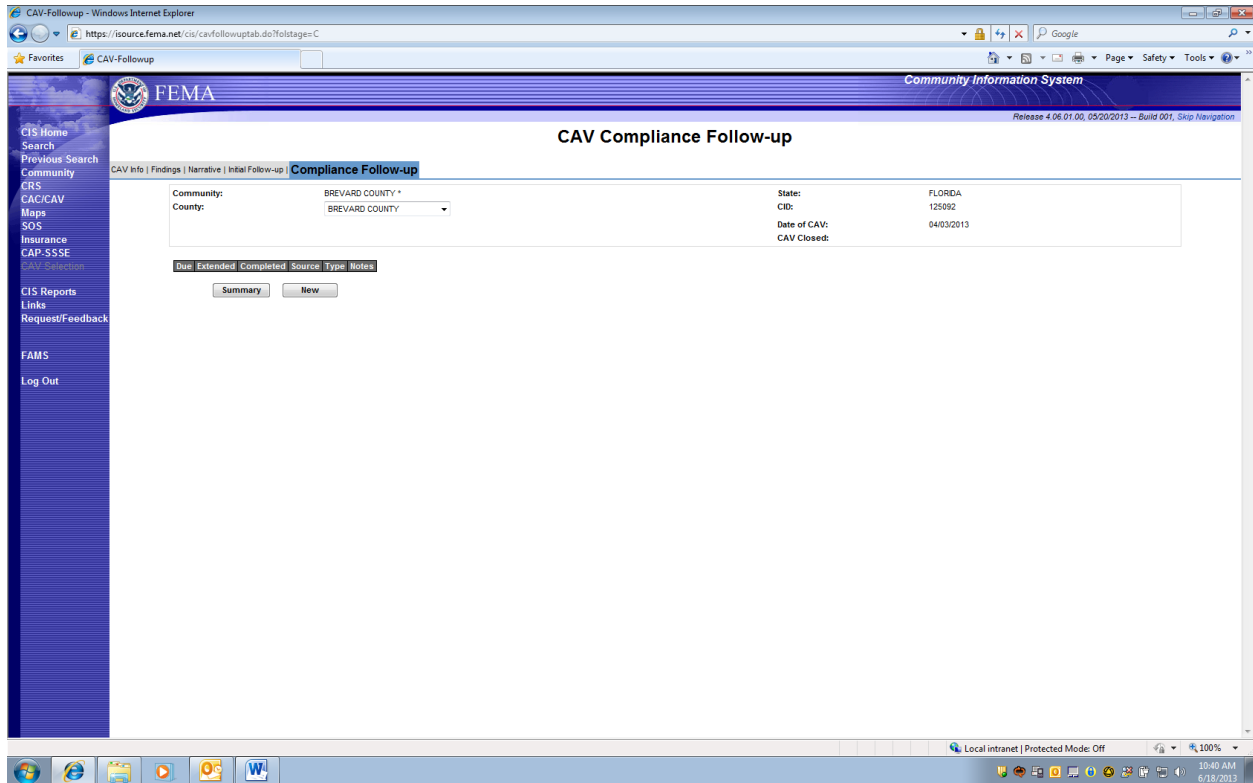 CAV-Followup - Windows Internet Explorer
https://isource.fema.net/cis/cavfollowuptab.do?folstage=C
Google
Favorites
CAV-Followup
Page Safety Tools
FEMA
Community Information System
Release 4.06.01.00, 05/20/2013 -- Build 001, Skip Navigation
CIS Home
Search
Previous Search
Community
CRS
CAC/CAV
Maps
SOS
Insurance
CAP-SSSE
CAV Selection
CIS Reports
Links
Request/Feedback
FAMS
Log Out
CAV Compliance Follow-up
CAV Info | Findings | Narrative | Initial Follow-up | Compliance Follow-up
Community: BREVARD COUNTY * State: FLORIDA
County: BREVARD COUNTY CID: 125092
Date of CAV: 04/03/2013
CAV Closed:
Due Extended Completed Source Type Notes
Summary New
Local intranet | Protected Mode: Off 100%
10:40 AM
6/18/2013